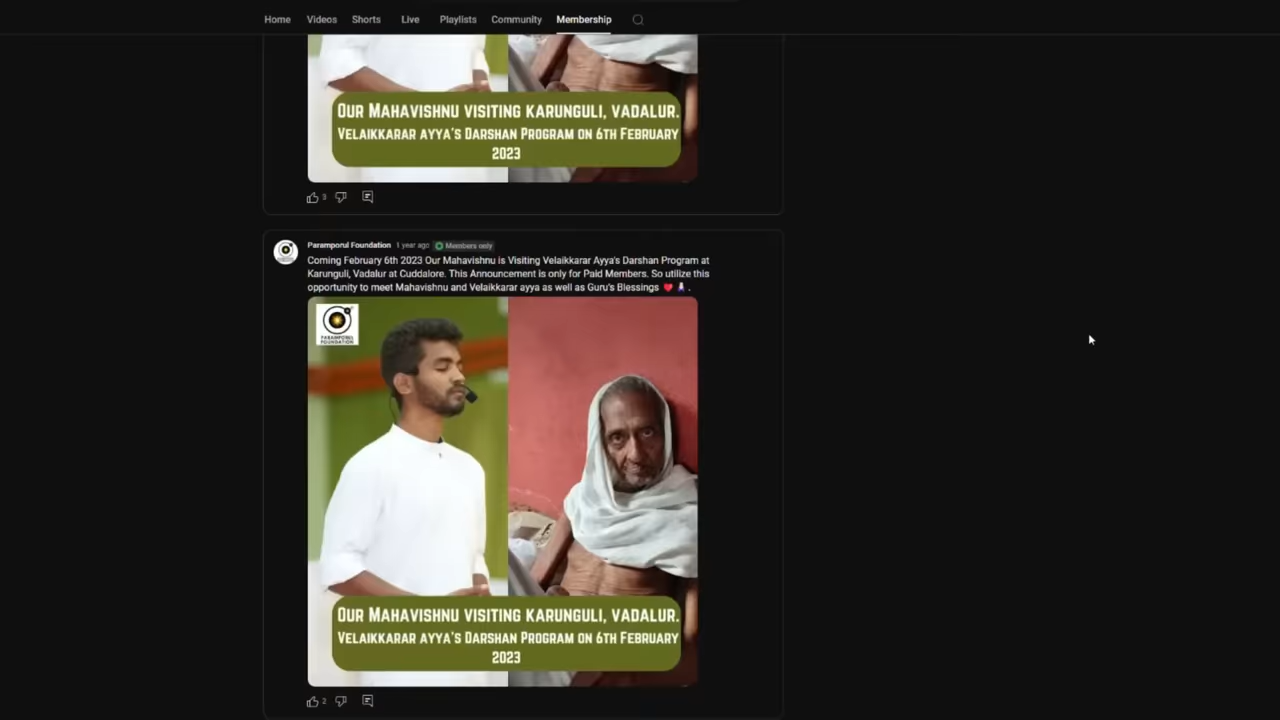 Home Videos Shorts Live Playlists Community Membership
OUR MAHAVISHNU VISITING KARUNGULI, VADALUR.
VELAIKKARAR AYYA'S DARSHAN PROGRAM ON 6TH FEBRUARY
2023
3
Paramporul Foundation 1 year ago Members only
Coming February 6th 2023 Our Mahavishnu is Visiting Velaikkarar Ayya's Darshan Program at
Karunguli, Vadalur at Cuddalore. This Announcement is only for Paid Members. So utilize this
opportunity to meet Mahavishnu and Velaikkarar ayya as well as Guru's Blessings ❤️ .
PARAMPORUL
FOUNDATION
OUR MAHAVISHNU VISITING KARUNGULI, VADALUR.
VELAIKKARAR AYYA'S DARSHAN PROGRAM ON 6TH FEBRUARY
2023
2